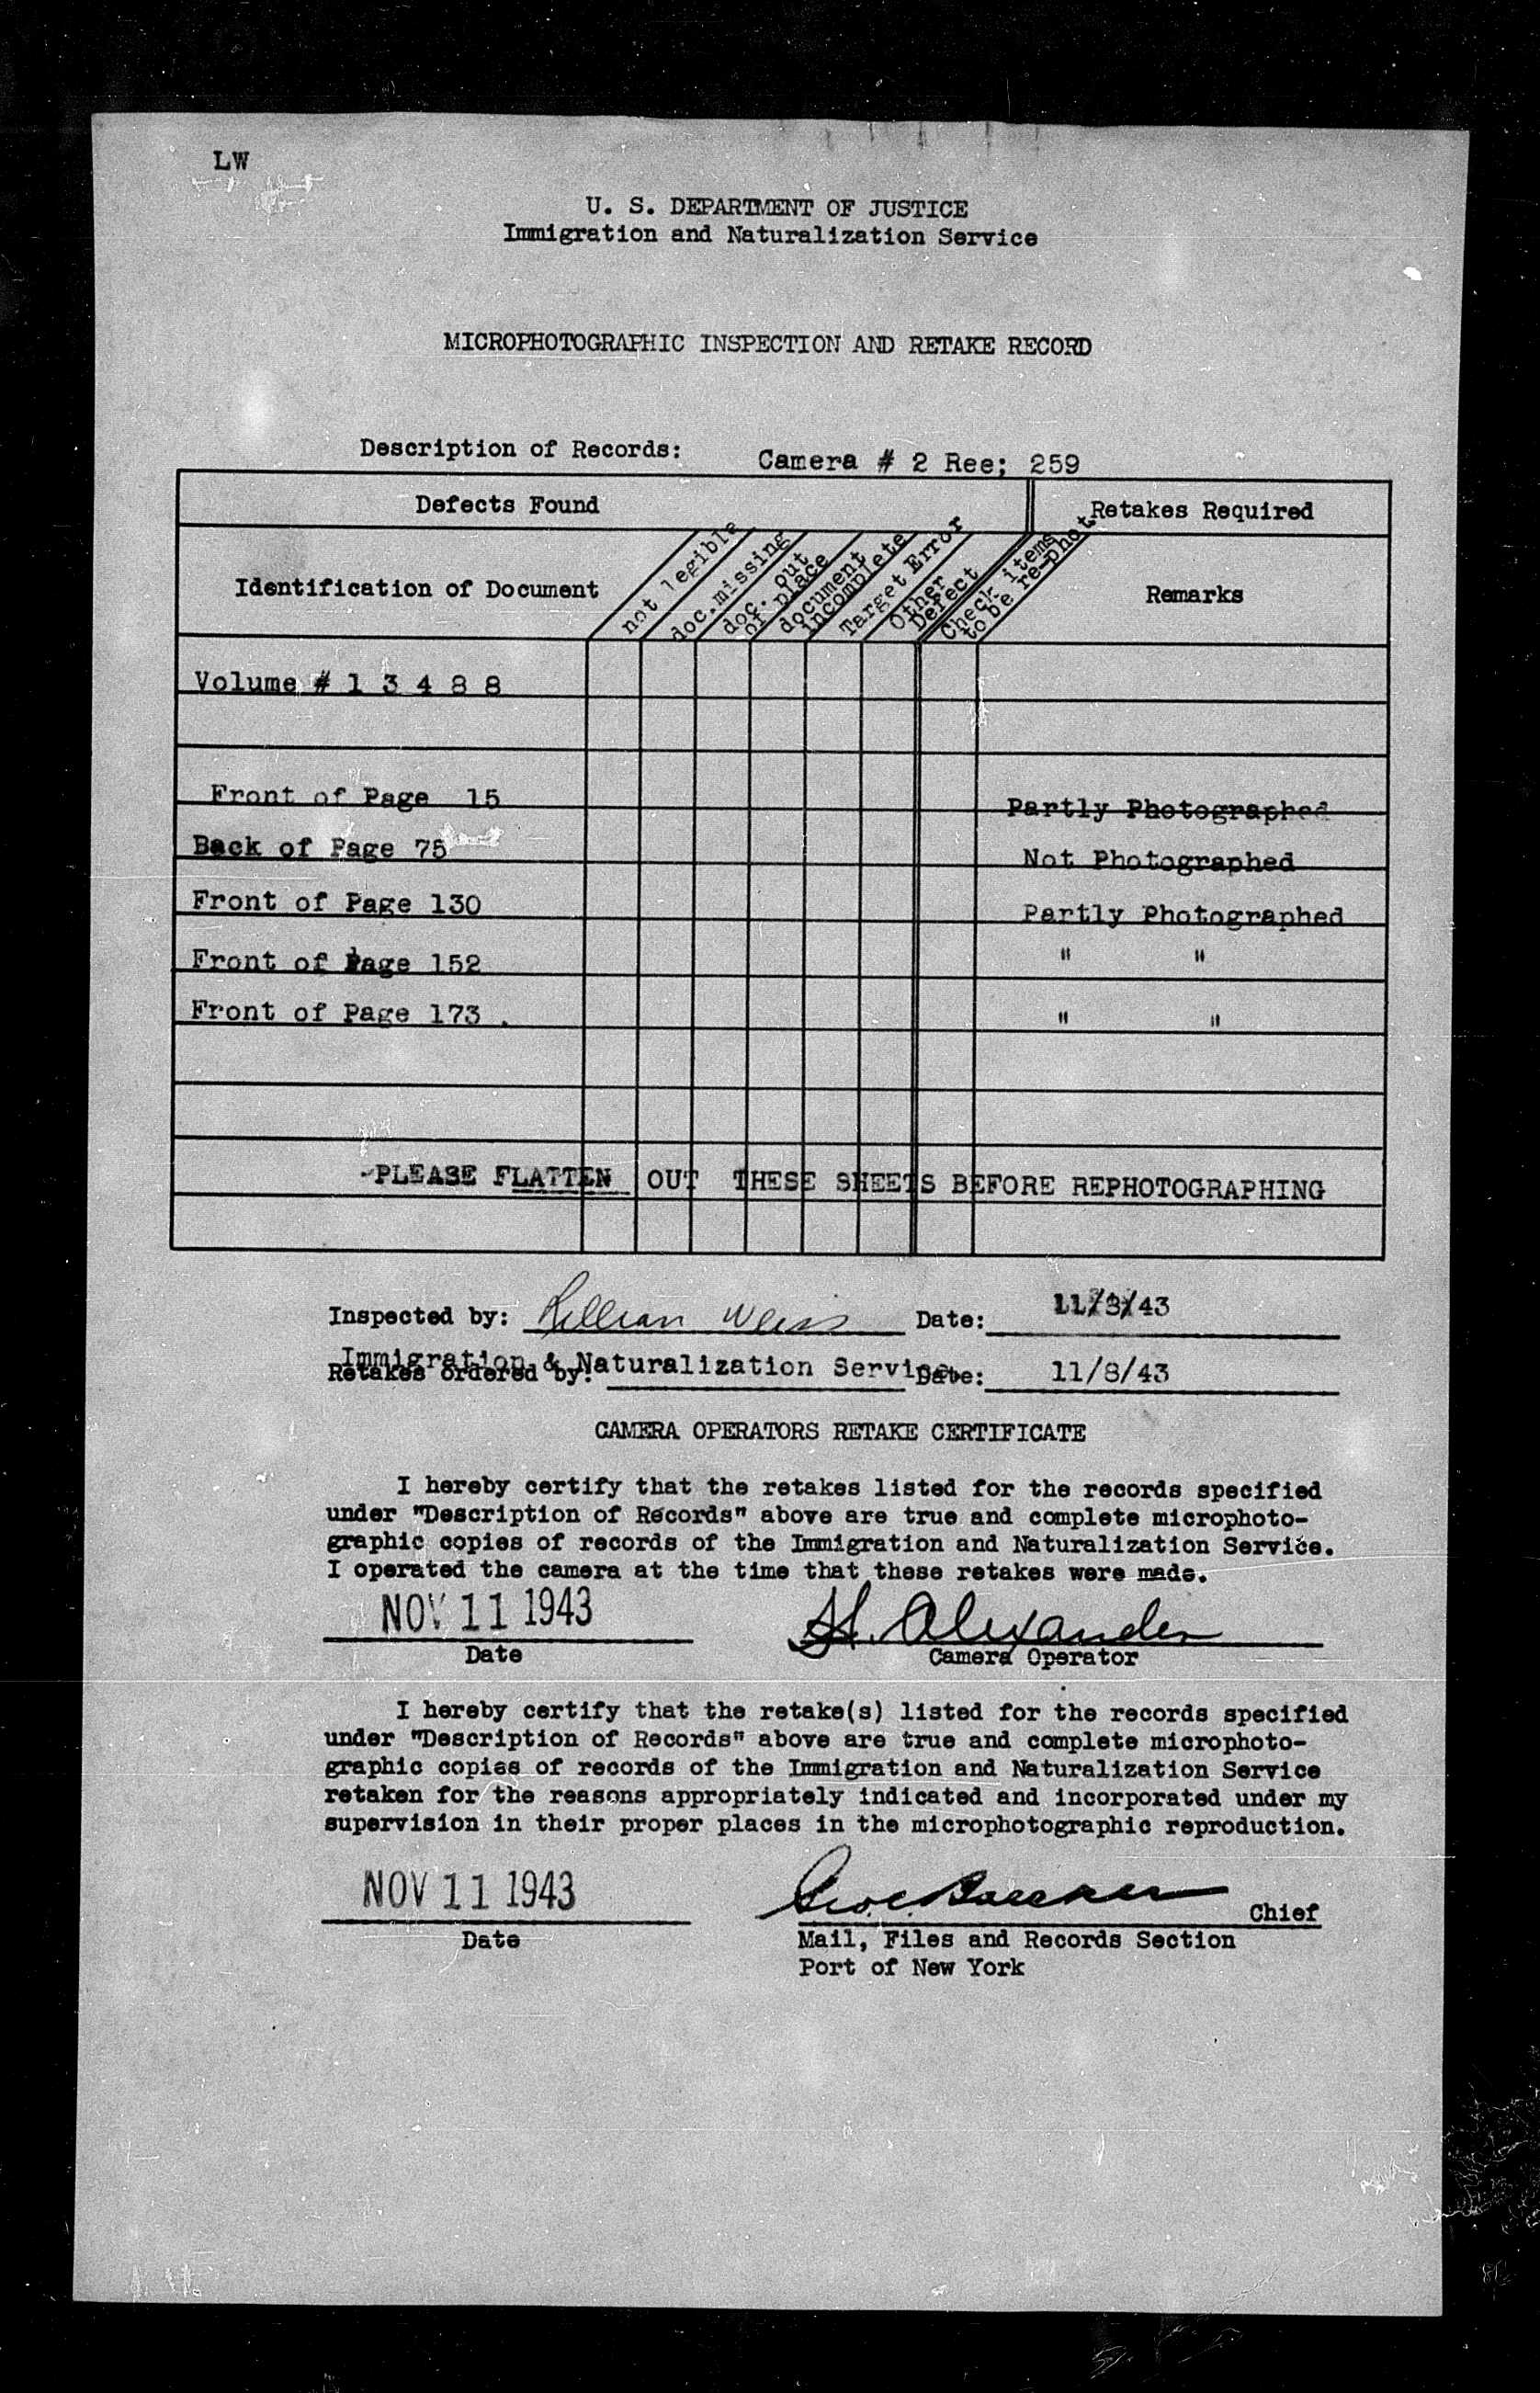 LW
U. S. DEPARTMENT OF JUSTICE
Immigration and Naturalization Service
MICROPHOTOGRAPHIC INSPECTION AND RETAKE RECORD
Description of Records: Camera # 2 Ree; 259
Defects Found Retakes Required
Identification of Document
not legible
doc. missing
doc. out
of place
document
incomplete
Target Error
Other
Defect
Check items
to be re-phot
Remarks
Volume # 1 3 4 8 8
Front of Page 15 Partly Photographed
Back of Page 75 Not Photographed
Front of Page 130 Partly Photographed
Front of Page 152 " "
Front of Page 173 . " "
-PLEASE FLATTEN OUT THESE SHEETS BEFORE REPHOTOGRAPHING
Inspected by: Lillian Weiss Date: 11/8/43
Retakes ordered by: Immigration & Naturalization Service Date: 11/8/43
CAMERA OPERATORS RETAKE CERTIFICATE
I hereby certify that the retakes listed for the records specified
under "Description of Records" above are true and complete microphoto-
graphic copies of records of the Immigration and Naturalization Service.
I operated the camera at the time that these retakes were made.
NOV 11 1943 H. Alexander
Date Camera Operator
I hereby certify that the retake(s) listed for the records specified
under "Description of Records" above are true and complete microphoto-
graphic copies of records of the Immigration and Naturalization Service
retaken for the reasons appropriately indicated and incorporated under my
supervision in their proper places in the microphotographic reproduction.
NOV 11 1943 Chief
Date Mail, Files and Records Section
Port of New York